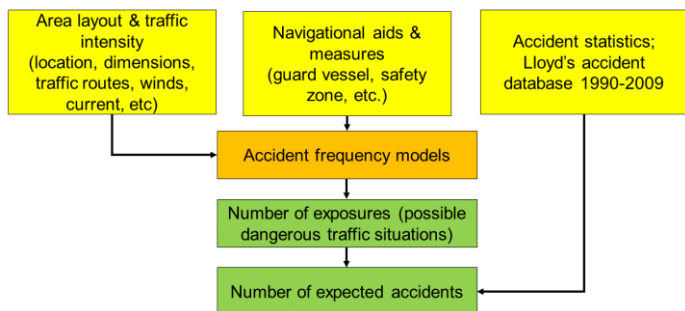 Area layout & traffic
intensity
(location, dimensions,
traffic routes, winds,
current, etc)
Navigational aids &
measures
(guard vessel, safety
zone, etc.)
Accident statistics;
Lloyd's accident
database 1990-2009
Accident frequency models
Number of exposures (possible
dangerous traffic situations)
Number of expected accidents